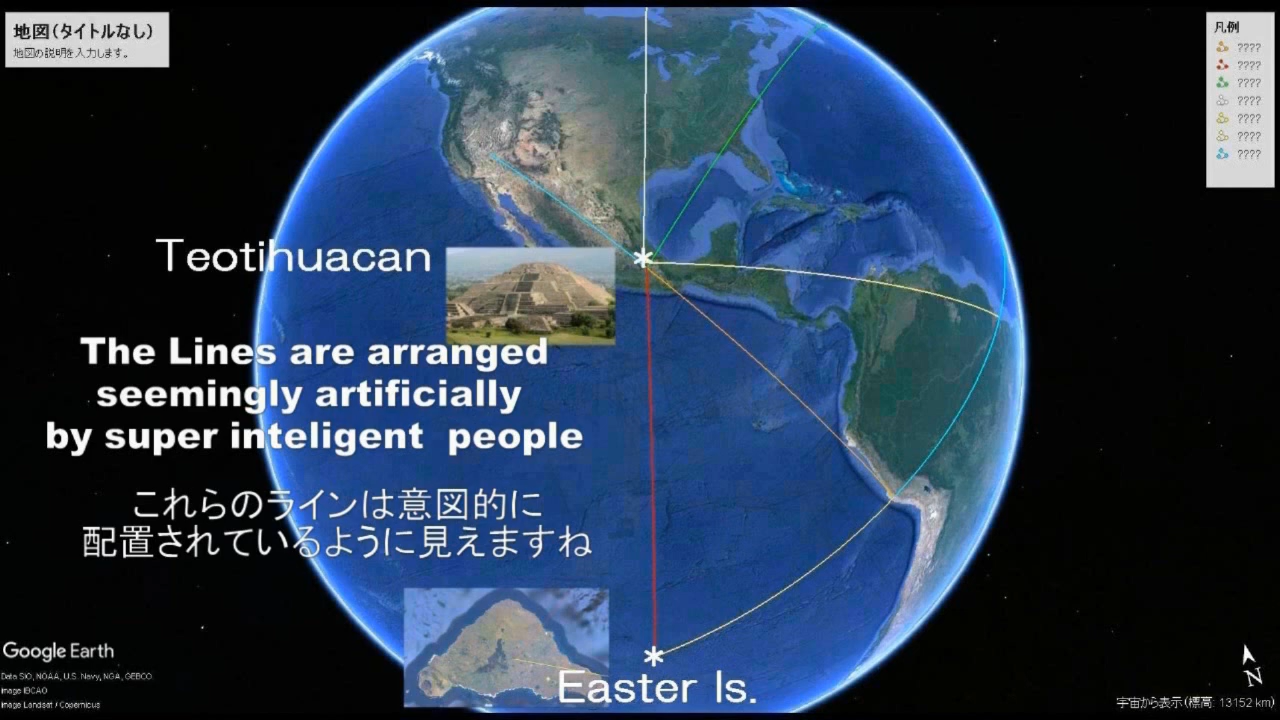 地図(タイトルなし)
地図の説明を入力します。
凡例
????
????
????
????
????
????
????
Teotihuacan
The Lines are arranged
seemingly artificially
by super inteligent people
これらのラインは意図的に
配置されているように見えますね
Easter Is.
Google Earth
Data SIO, NOAA, U.S. Navy, NGA, GEBCO
Image IBCAO
Image Landsat / Copernicus
N
宇宙から表示(標高: 13152 km)